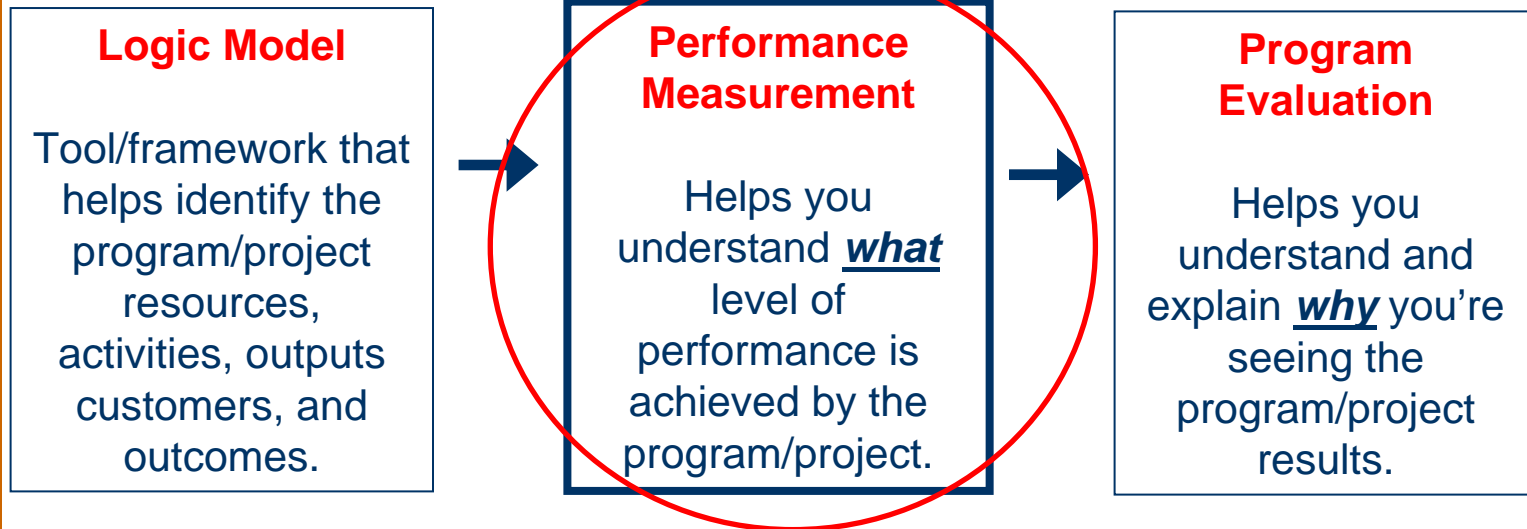 Logic Model
Tool/framework that
helps identify the
program/project
resources,
activities, outputs
customers, and
outcomes.
Performance
Measurement
Helps you
understand what
level of
performance is
achieved by the
program/project.
Program
Evaluation
Helps you
understand and
explain why you’re
seeing the
program/project
results.